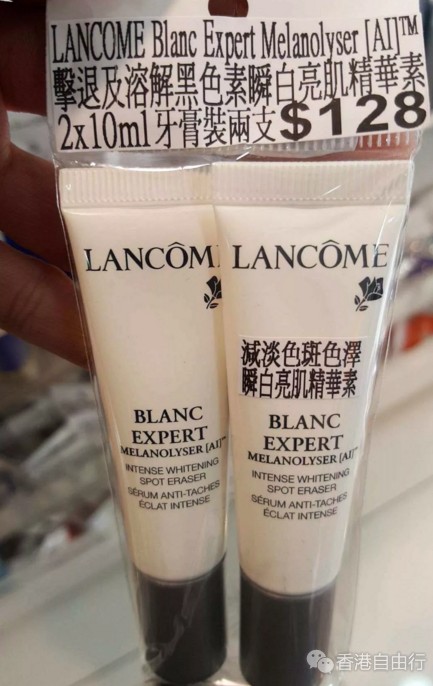 LANCOME Blanc Expert Melanolyser [AI]™
擊退及溶解黑色素瞬白亮肌精華素
2x10ml牙膏裝兩支$128
LANCÔME
BLANC
EXPERT
MELANOLYSER [AI]™
INTENSE WHITENING
SPOT ERASER
SÉRUM ANTI-TACHES
ÉCLAT INTENSE
LANCÔME
減淡色斑色澤
瞬白亮肌精華素
BLANC
EXPERT
MELANOLYSER [AI]™
INTENSE WHITENING
SPOT ERASER
SÉRUM ANTI-TACHES
ÉCLAT INTENSE
香港自由行